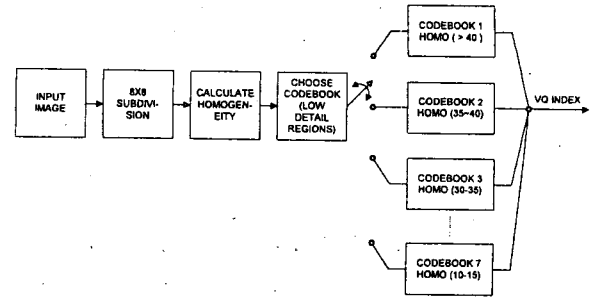 INPUT
IMAGE
8X8
SUBDIVI-
SION
CALCULATE
HOMOGEN-
EITY
CHOOSE
CODEBOOK
(LOW
DETAIL
REGIONS)
CODEBOOK 1
HOMO ( > 40 )
CODEBOOK 2
HOMO (35~40)
CODEBOOK 3
HOMO (30-35)
CODEBOOK 7
HOMO (10-15)
VQ INDEX